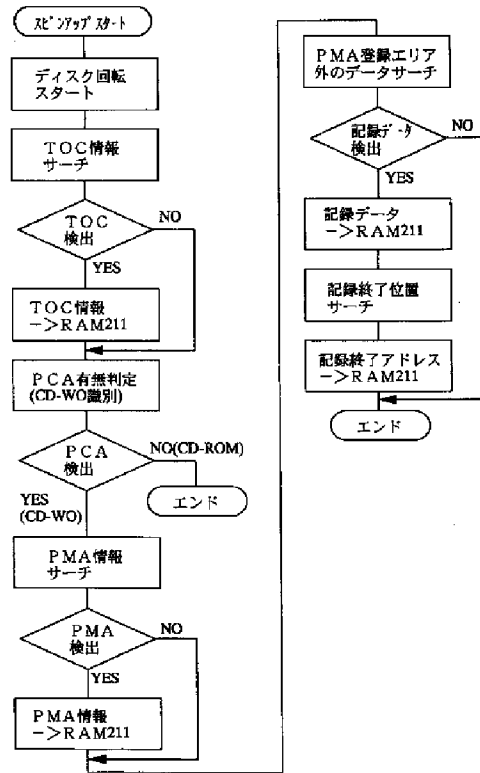 スピンアップ スタート
ディスク回転
スタート
ＴＯＣ情報
サーチ
ＴＯＣ
検出
NO
YES
ＴＯＣ情報
―＞RAM211
ＰＣＡ有無判定
(CD-WO識別)
ＰＣＡ
検出
NO(CD-ROM)
エンド
YES
(CD-WO)
ＰＭＡ情報
サーチ
ＰＭＡ
検出
NO
YES
ＰＭＡ情報
―＞RAM211
ＰＭＡ登録エリア
外のデータサーチ
記録データ
検出
NO
YES
記録データ
―＞RAM211
記録終了位置
サーチ
記録終了アドレス
―＞RAM211
エンド